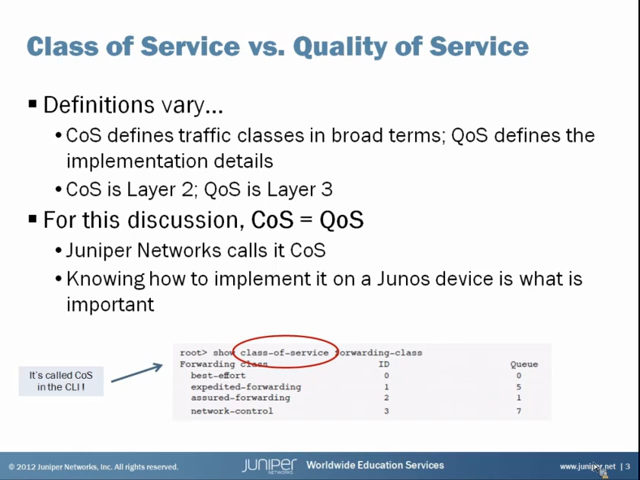 Class of Service vs. Quality of Service
▪ Definitions vary...
• CoS defines traffic classes in broad terms; QoS defines the
implementation details
• CoS is Layer 2; QoS is Layer 3
▪ For this discussion, CoS = QoS
• Juniper Networks calls it CoS
• Knowing how to implement it on a Junos device is what is
important
It's called CoS
in the CLI!
root> show class-of-service forwarding-class
Forwarding class ID Queue
best-effort 0 0
expedited-forwarding 1 5
assured-forwarding 2 1
network-control 3 7
© 2012 Juniper Networks, Inc. All rights reserved.
JUNIPER
NETWORKS
Worldwide Education Services
www.juniper.net | 3